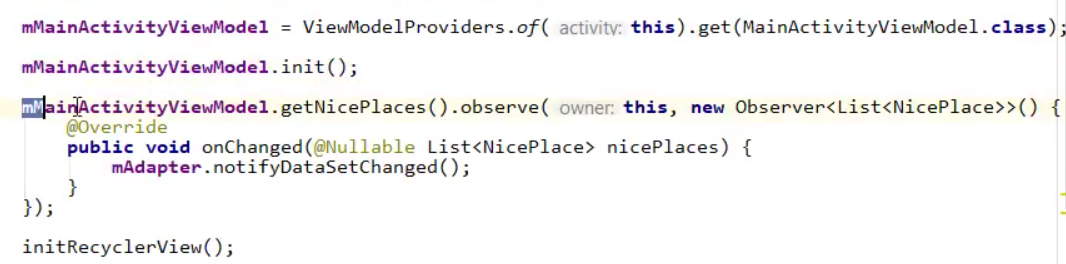 mMainActivityViewModel = ViewModelProviders.of( activity: this).get(MainActivityViewModel.class);
mMainActivityViewModel.init();
mMainActivityViewModel.getNicePlaces().observe( owner: this, new Observer<List<NicePlace>>() {
@Override
public void onChanged(@Nullable List<NicePlace> nicePlaces) {
mAdapter.notifyDataSetChanged();
}
});
initRecyclerView();